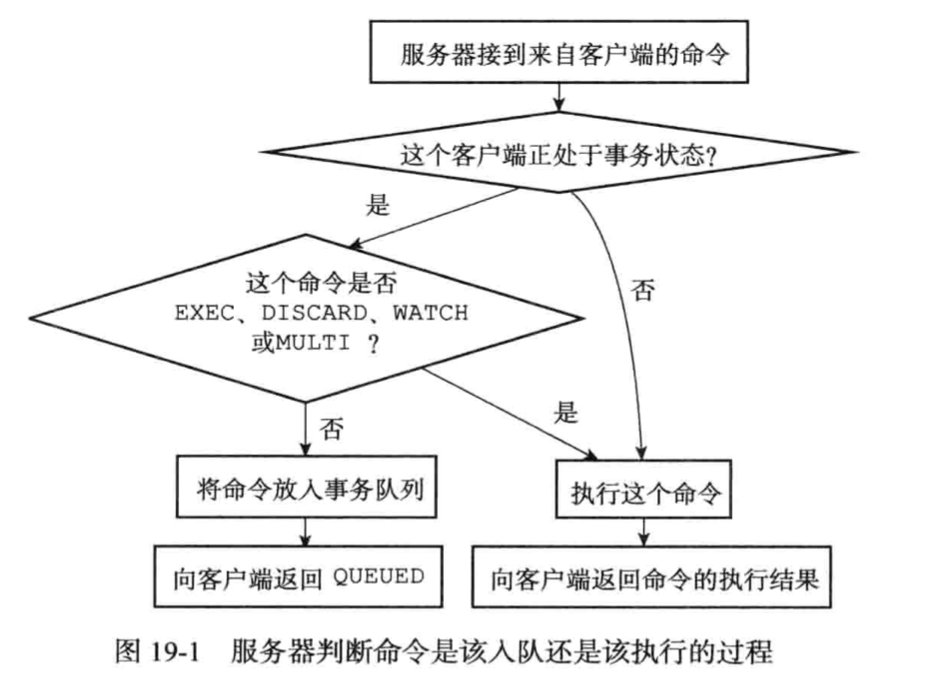 服务器接到来自客户端的命令
这个客户端正处于事务状态?
是
否
这个命令是否
EXEC、DISCARD、WATCH
或MULTI ?
是
否
将命令放入事务队列
执行这个命令
向客户端返回 QUEUED
向客户端返回命令的执行结果
图 19-1 服务器判断命令是该入队还是该执行的过程